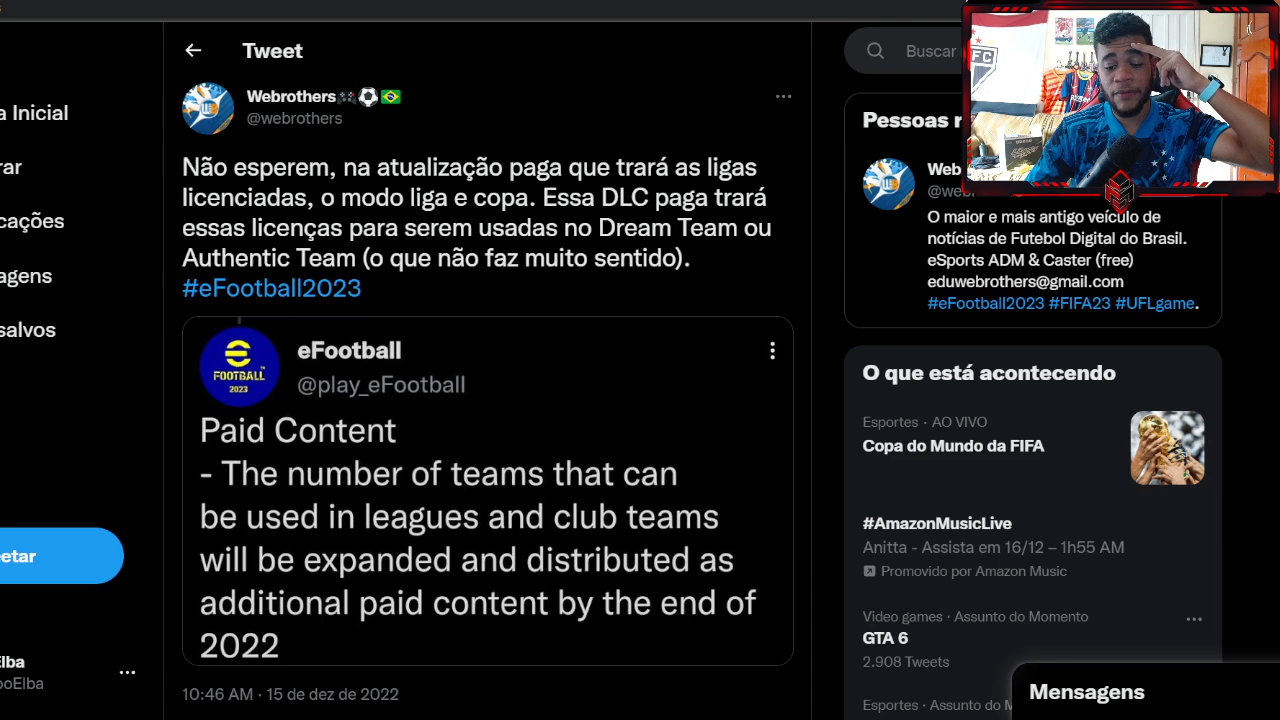 Tweet
Buscar
a Inicial
rar
cações
agens
salvos
etar
Elba
ooElba
Webrothers
@webrothers
Não esperem, na atualização paga que trará as ligas
licenciadas, o modo liga e copa. Essa DLC paga trará
essas licenças para serem usadas no Dream Team ou
Authentic Team (o que não faz muito sentido).
#eFootball2023
FOOTBALL
2023
eFootball
@play_eFootball
Paid Content
- The number of teams that can
be used in leagues and club teams
will be expanded and distributed as
additional paid content by the end of
2022
10:46 AM · 15 de dez de 2022
Pessoas r
Web
@web
O maior e mais antigo veículo de
notícias de Futebol Digital do Brasil.
eSports ADM & Caster (free)
eduwebrothers@gmail.com
#eFootball2023 #FIFA23 #UFLgame.
O que está acontecendo
Esportes · AO VIVO
Copa do Mundo da FIFA
#AmazonMusicLive
Anitta - Assista em 16/12 – 1h55 AM
Promovido por Amazon Music
Video games · Assunto do Momento
GTA 6
2.908 Tweets
Esportes · Assunto do M
Mensagens
FC